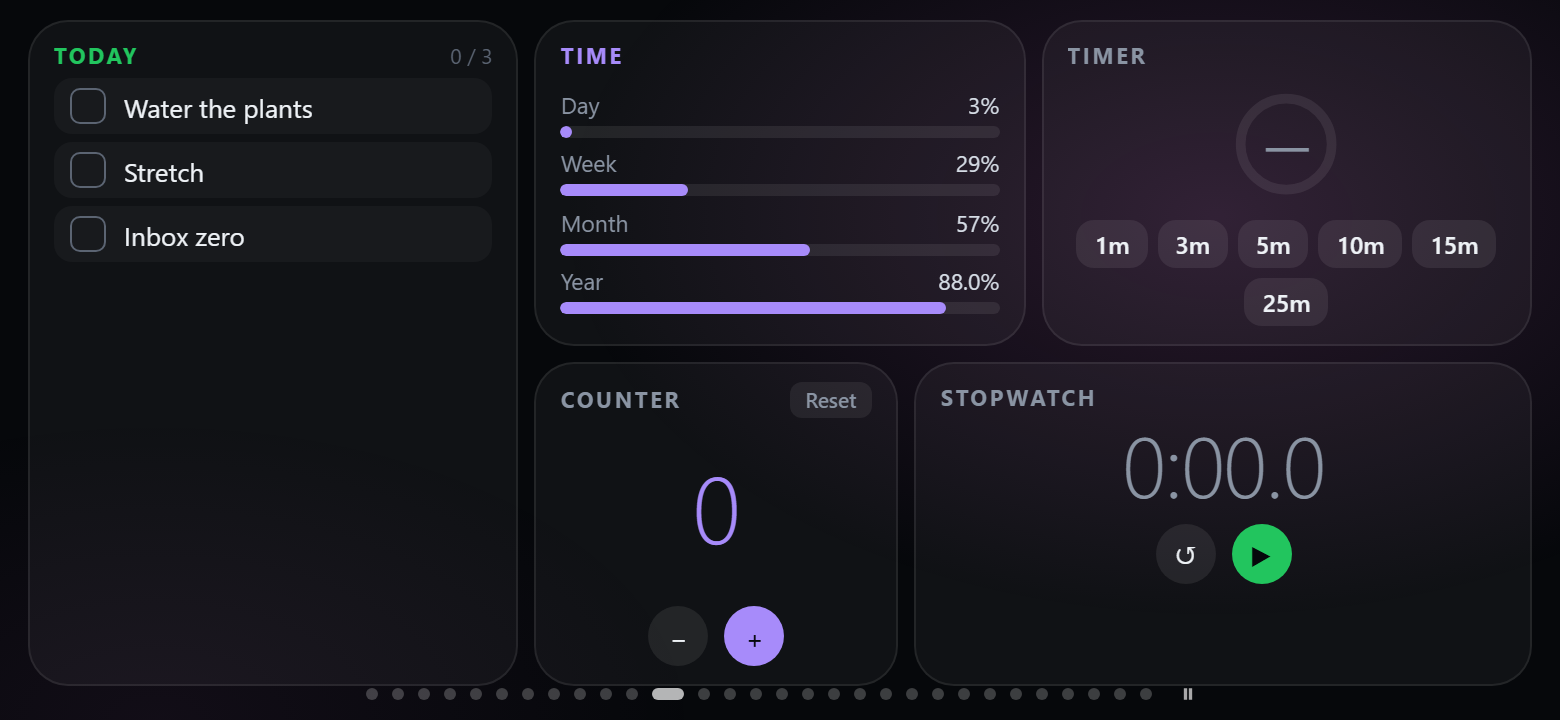 TODAY
0 / 3
Water the plants
Stretch
Inbox zero
TIME
Day 3%
Week 29%
Month 57%
Year 88.0%
TIMER
—
1m 3m 5m 10m 15m
25m
COUNTER
Reset
0
− +
STOPWATCH
0:00.0